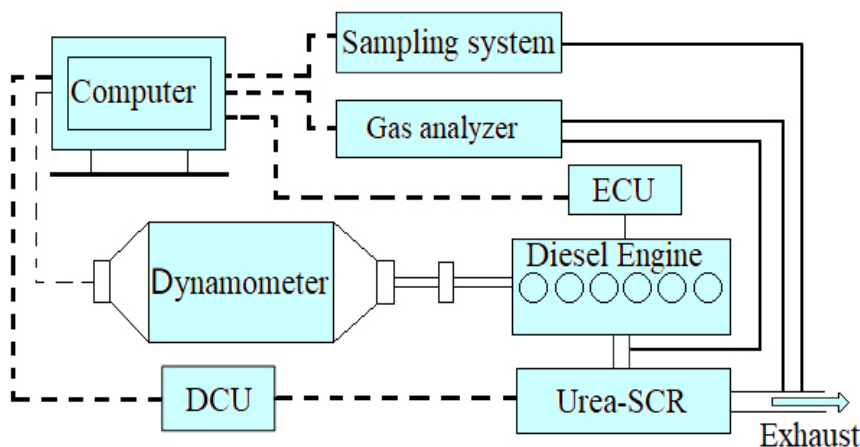 Sampling system
Computer
Gas analyzer
ECU
Diesel Engine
Dynamometer
DCU
Urea-SCR
Exhaust